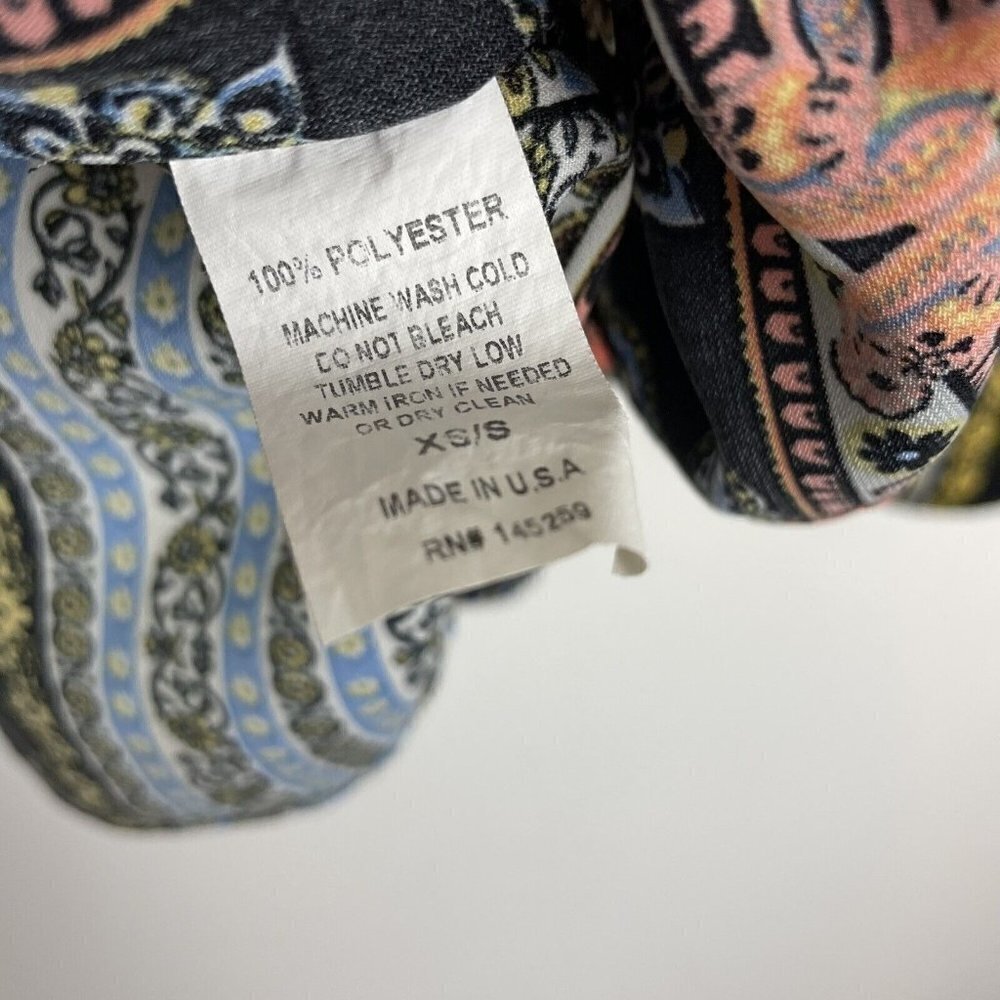 100% POLYESTER
MACHINE WASH COLD
DO NOT BLEACH
TUMBLE DRY LOW
WARM IRON IF NEEDED
OR DRY CLEAN
XS/S
MADE IN U.S.A
RN# 145259